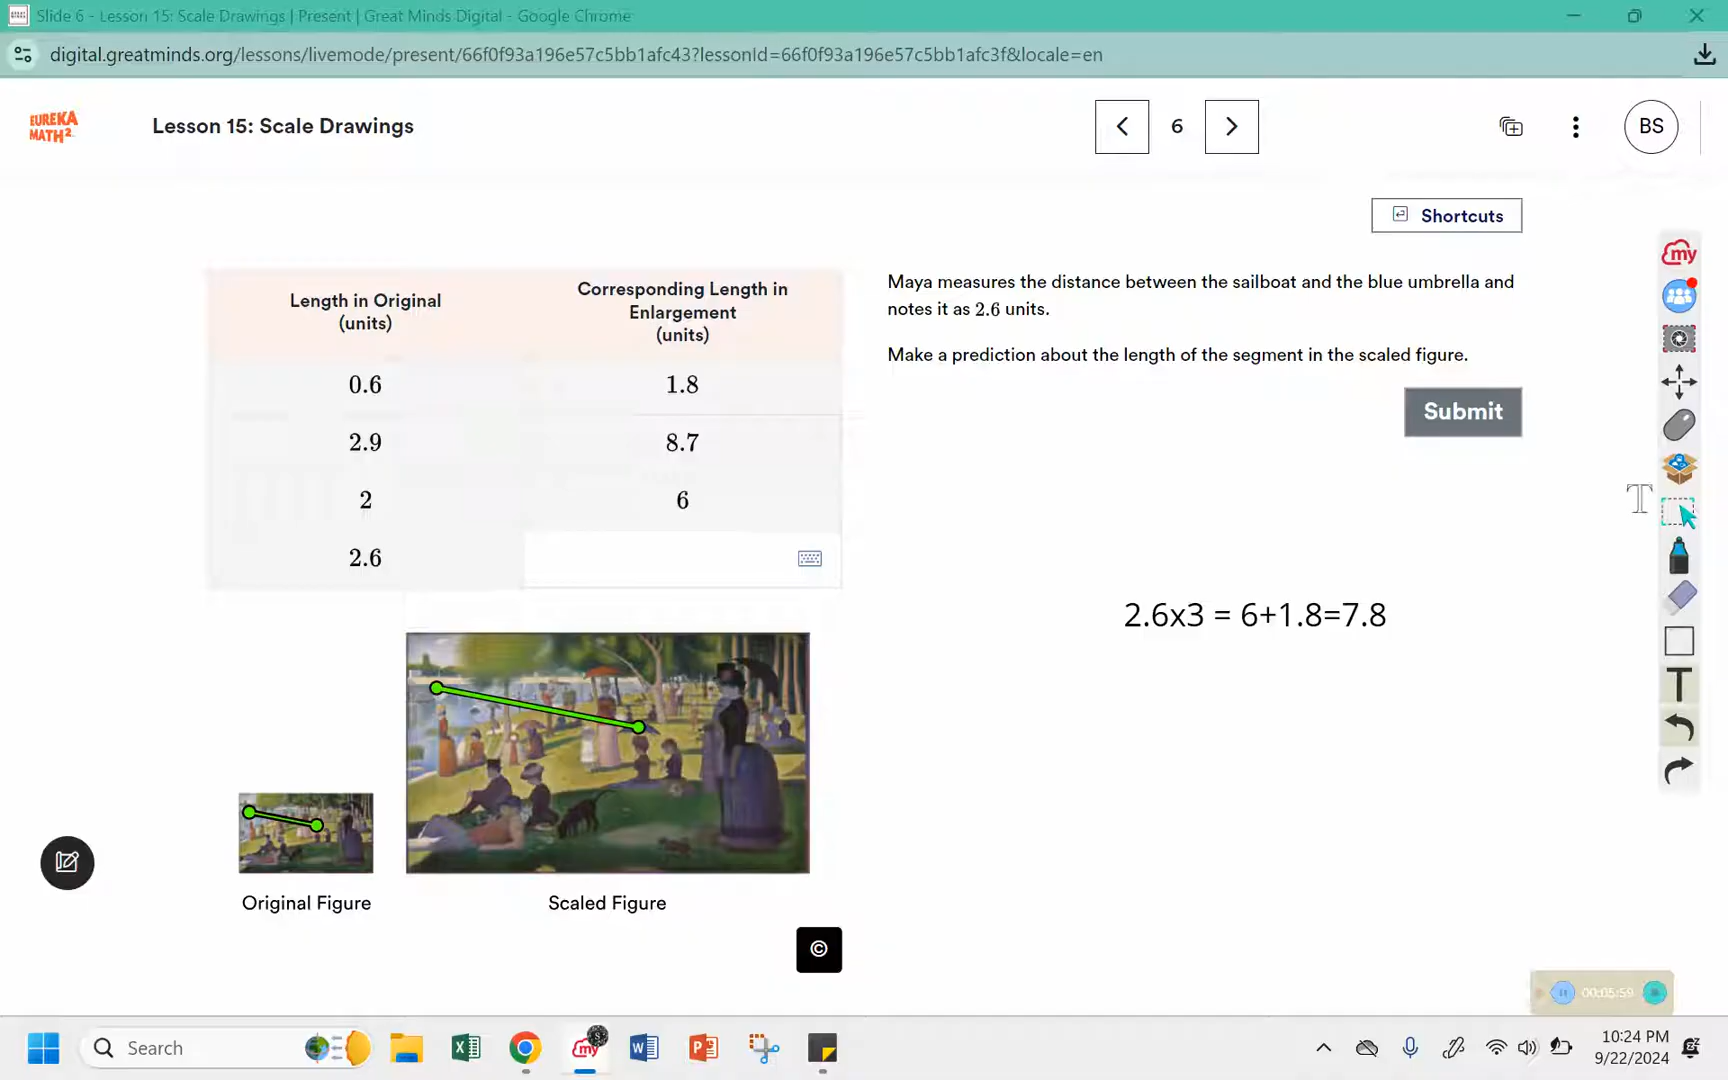 Slide 6 - Lesson 15: Scale Drawings | Present | Great Minds Digital - Google Chrome
digital.greatminds.org/lessons/livemode/present/66f0f93a196e57c5bb1afc43?lessonId=66f0f93a196e57c5bb1afc3f&locale=en
EUREKA
MATH²
Lesson 15: Scale Drawings
6
BS
Shortcuts
Length in Original
(units)
Corresponding Length in
Enlargement
(units)
0.6 1.8
2.9 8.7
2 6
2.6
Maya measures the distance between the sailboat and the blue umbrella and
notes it as 2.6 units.
Make a prediction about the length of the segment in the scaled figure.
Submit
2.6x3 = 6+1.8=7.8
my
T
T
Original Figure
Scaled Figure
©
00:05:59
Search
my
10:24 PM
9/22/2024